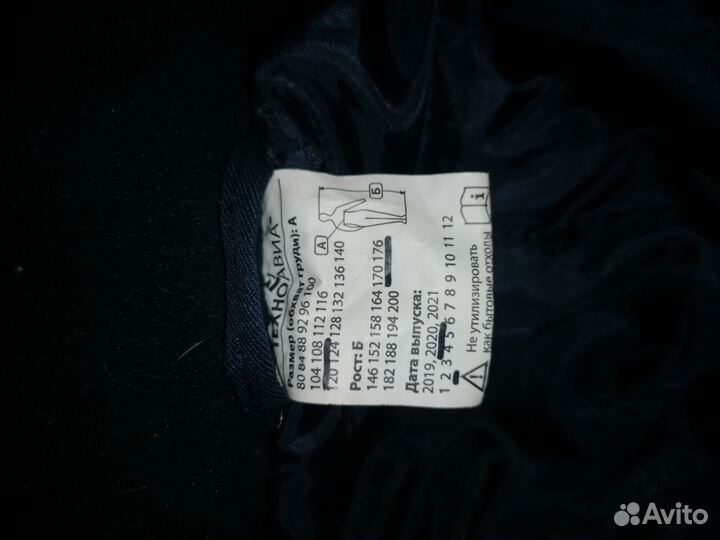 ТЕХНОАВИА
Размер (обхват груди): А
80 84 88 92 96 100
104 108 112 116
120 124 128 132 136 140
Рост: Б
146 152 158 164 170 176
182 188 194 200
Дата выпуска:
2019, 2020, 2021
1 2 3 4 5 6 7 8 9 10 11 12
Не утилизировать
как бытовые отходы
А
Б
i
Avito